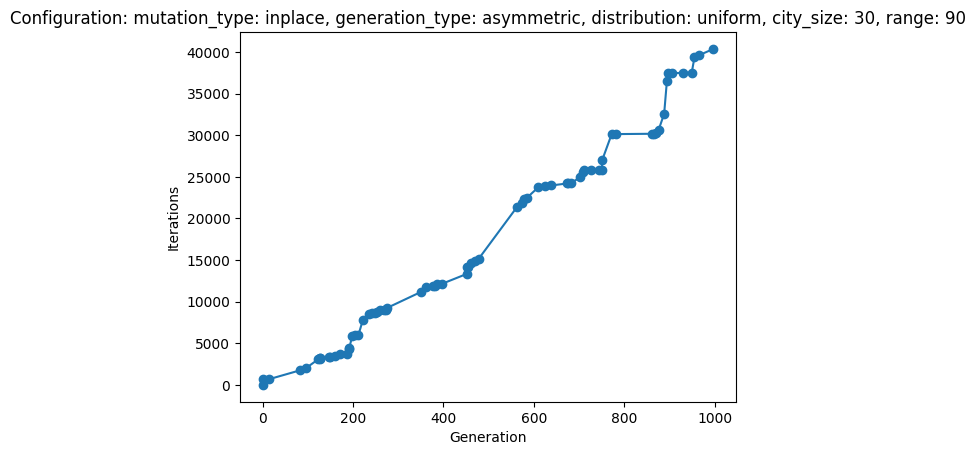 Configuration: mutation_type: inplace, generation_type: asymmetric, distribution: uniform, city_size: 30, range: 90
40000
35000
30000
25000
20000
15000
10000
5000
0
Iterations
0 200 400 600 800 1000
Generation